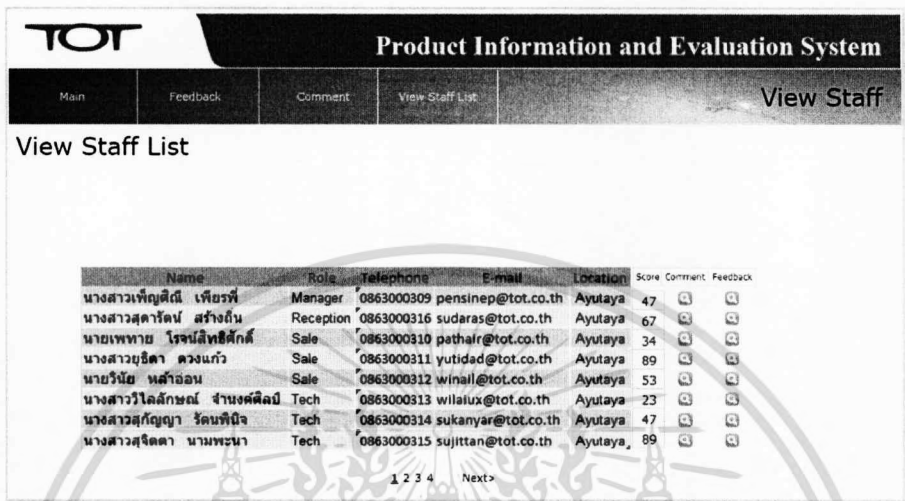 TOT
Product Information and Evaluation System
Main Feedback Comment View Staff List View Staff
View Staff List
Name Role Telephone E-mail Location Score Comment Feedback
นางสาวเพ็ญศิณี เพียรพี่ Manager 0863000309 pensinep@tot.co.th Ayutaya 47
นางสาวสุดารัตน์ สร้างถิ่น Reception 0863000316 sudaras@tot.co.th Ayutaya 67
นายเพทาย โรจน์สิทธิศักดิ์ Sale 0863000310 pathair@tot.co.th Ayutaya 34
นางสาวยุธิดา ดวงแก้ว Sale 0863000311 yutidad@tot.co.th Ayutaya 89
นายวินัย หล้าอ่อน Sale 0863000312 winail@tot.co.th Ayutaya 53
นางสาววิไลลักษณ์ จำนงค์ศิลป์ Tech 0863000313 wilailux@tot.co.th Ayutaya 23
นางสาวสุกัญญา รัตนพินิจ Tech 0863000314 sukanyar@tot.co.th Ayutaya 47
นางสาวสุจิตตา นามพะนา Tech 0863000315 sujittan@tot.co.th Ayutaya 89
1 2 3 4 Next>